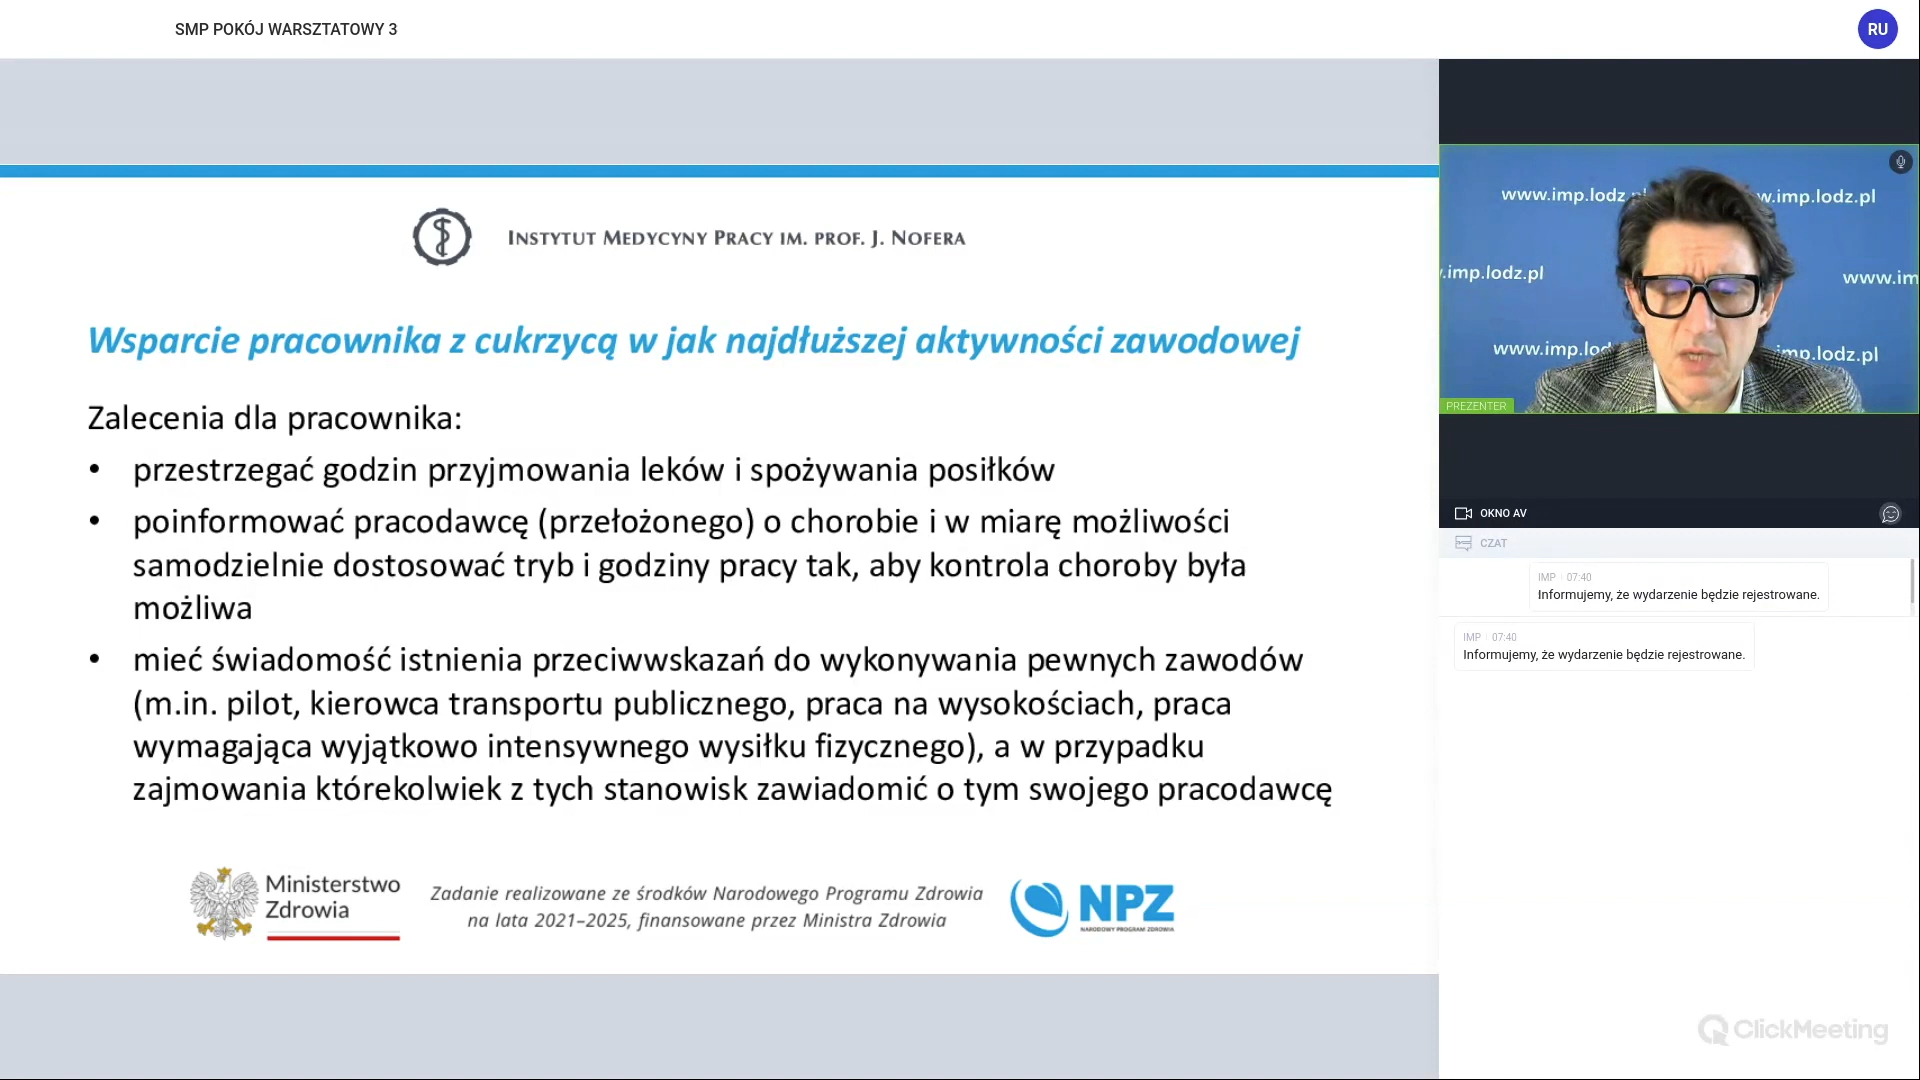 SMP POKÓJ WARSZTATOWY 3
RU
INSTYTUT MEDYCYNY PRACY IM. PROF. J. NOFERA
Wsparcie pracownika z cukrzycą w jak najdłuższej aktywności zawodowej
Zalecenia dla pracownika:
• przestrzegać godzin przyjmowania leków i spożywania posiłków
• poinformować pracodawcę (przełożonego) o chorobie i w miarę możliwości
samodzielnie dostosować tryb i godziny pracy tak, aby kontrola choroby była
możliwa
• mieć świadomość istnienia przeciwwskazań do wykonywania pewnych zawodów
(m.in. pilot, kierowca transportu publicznego, praca na wysokościach, praca
wymagająca wyjątkowo intensywnego wysiłku fizycznego), a w przypadku
zajmowania którekolwiek z tych stanowisk zawiadomić o tym swojego pracodawcę
Ministerstwo
Zdrowia
Zadanie realizowane ze środków Narodowego Programu Zdrowia
na lata 2021–2025, finansowane przez Ministra Zdrowia
NPZ
NARODOWY PROGRAM ZDROWIA
www.imp.lodz.pl w.imp.lodz.pl
.imp.lodz.pl www.im
www.imp.lod imp.lodz.pl
PREZENTER
OKNO AV
CZAT
IMP 07:40
Informujemy, że wydarzenie będzie rejestrowane.
IMP 07:40
Informujemy, że wydarzenie będzie rejestrowane.
ClickMeeting